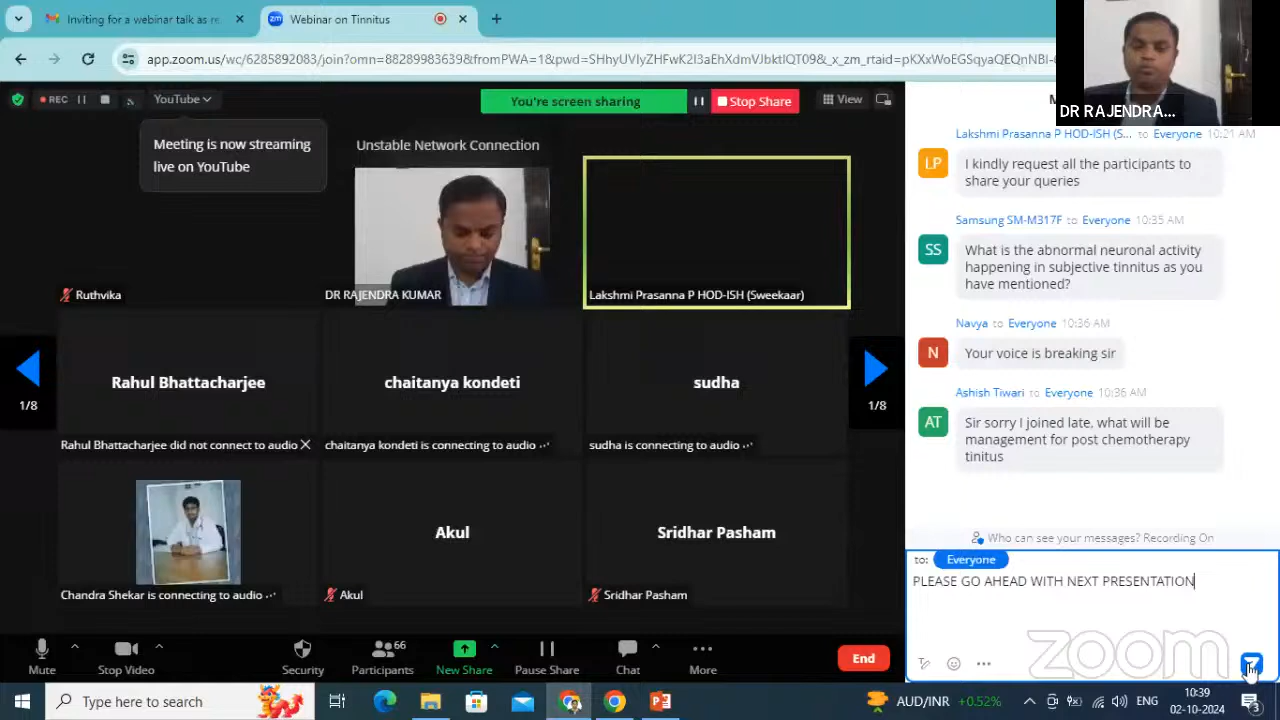 Inviting for a webinar talk as re
Webinar on Tinnitus
app.zoom.us/wc/6285892083/join?omn=88289983639&fromPWA=1&pwd=SHhyUVIyZHFwK2I3aEhXdmVJbktIQT09&_x_zm_rtaid=pKXxWoEGSqyaQEQnNBI-
DR RAJENDRA...
REC
YouTube
You're screen sharing
Stop Share
View
Meeting is now streaming
live on YouTube
Unstable Network Connection
Ruthvika
DR RAJENDRA KUMAR
Lakshmi Prasanna P HOD-ISH (Sweekaar)
1/8
Rahul Bhattacharjee
chaitanya kondeti
sudha
1/8
Rahul Bhattacharjee did not connect to audio
chaitanya kondeti is connecting to audio
sudha is connecting to audio
Akul
Sridhar Pasham
Chandra Shekar is connecting to audio
Akul
Sridhar Pasham
Lakshmi Prasanna P HOD-ISH (S... to Everyone 10:21 AM
LP
I kindly request all the participants to
share your queries
Samsung SM-M317F to Everyone 10:35 AM
SS
What is the abnormal neuronal activity
happening in subjective tinnitus as you
have mentioned?
Navya to Everyone 10:36 AM
N
Your voice is breaking sir
Ashish Tiwari to Everyone 10:36 AM
AT
Sir sorry I joined late, what will be
management for post chemotherapy
tinitus
Who can see your messages? Recording On
to: Everyone
PLEASE GO AHEAD WITH NEXT PRESENTATION
zoom
Mute
Stop Video
Security
Participants
66
New Share
Pause Share
Chat
More
End
Type here to search
AUD/INR +0.52%
ENG
10:39
02-10-2024
3